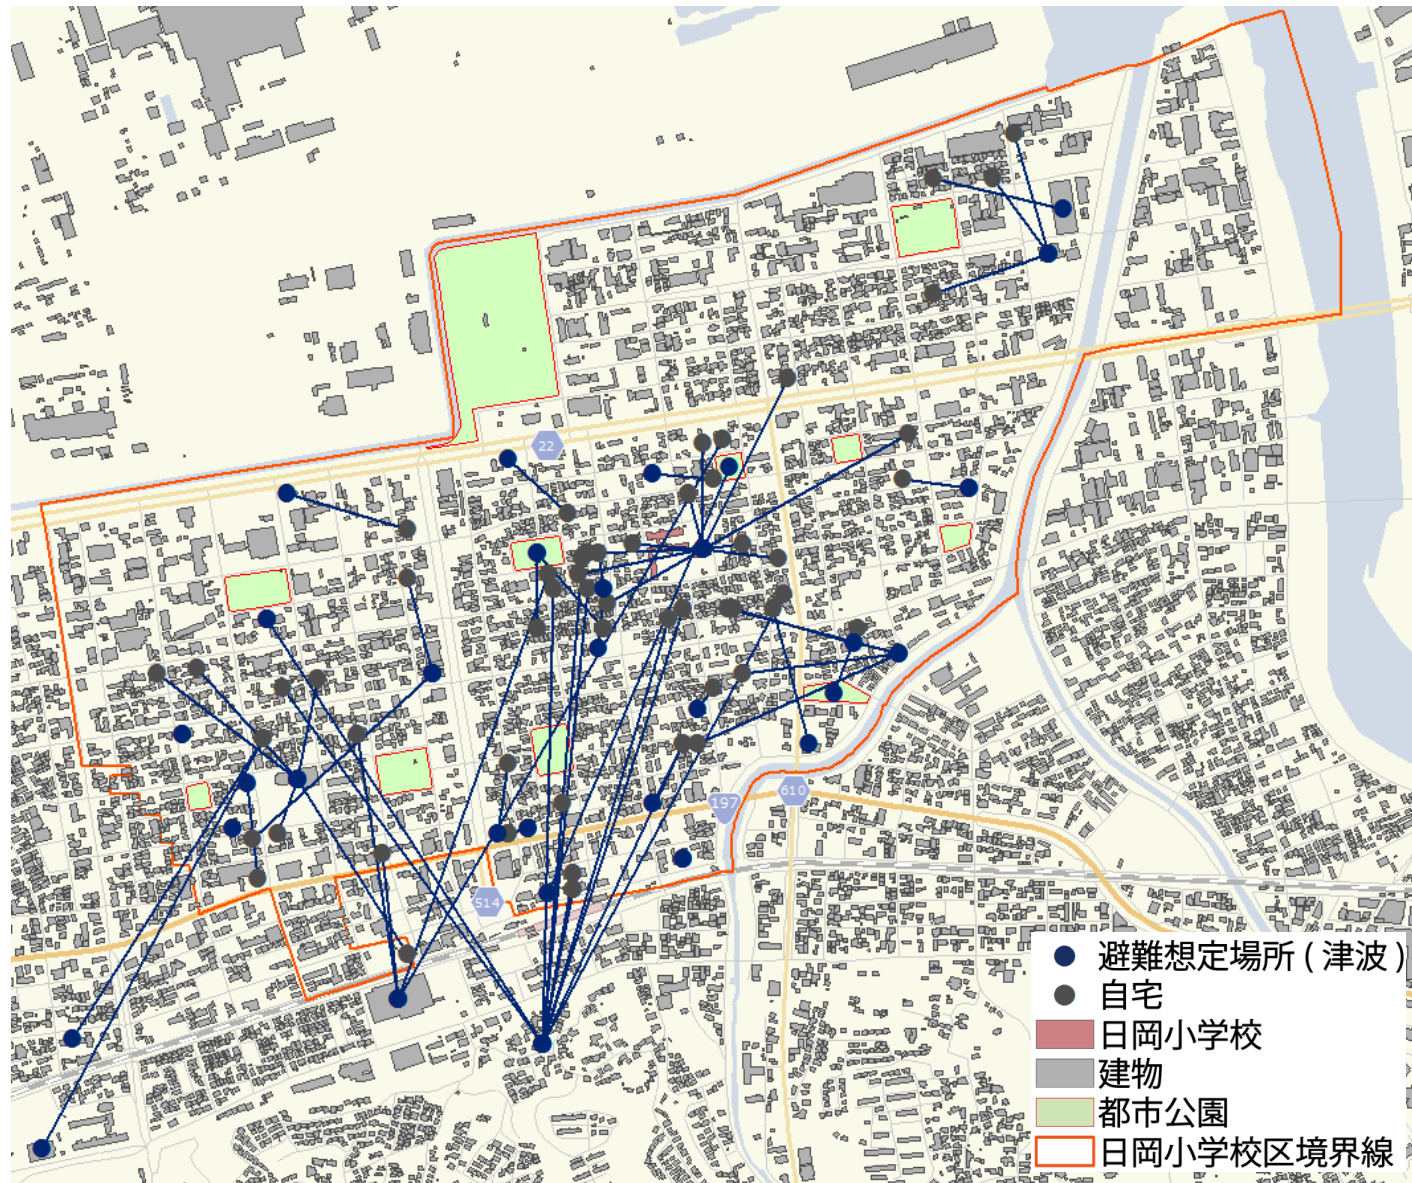 22
197
610
514
避難想定場所 ( 津波 )
自宅
日岡小学校
建物
都市公園
日岡小学校区境界線